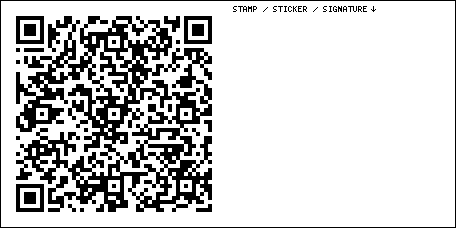 STAMP / STICKER / SIGNATURE ↓